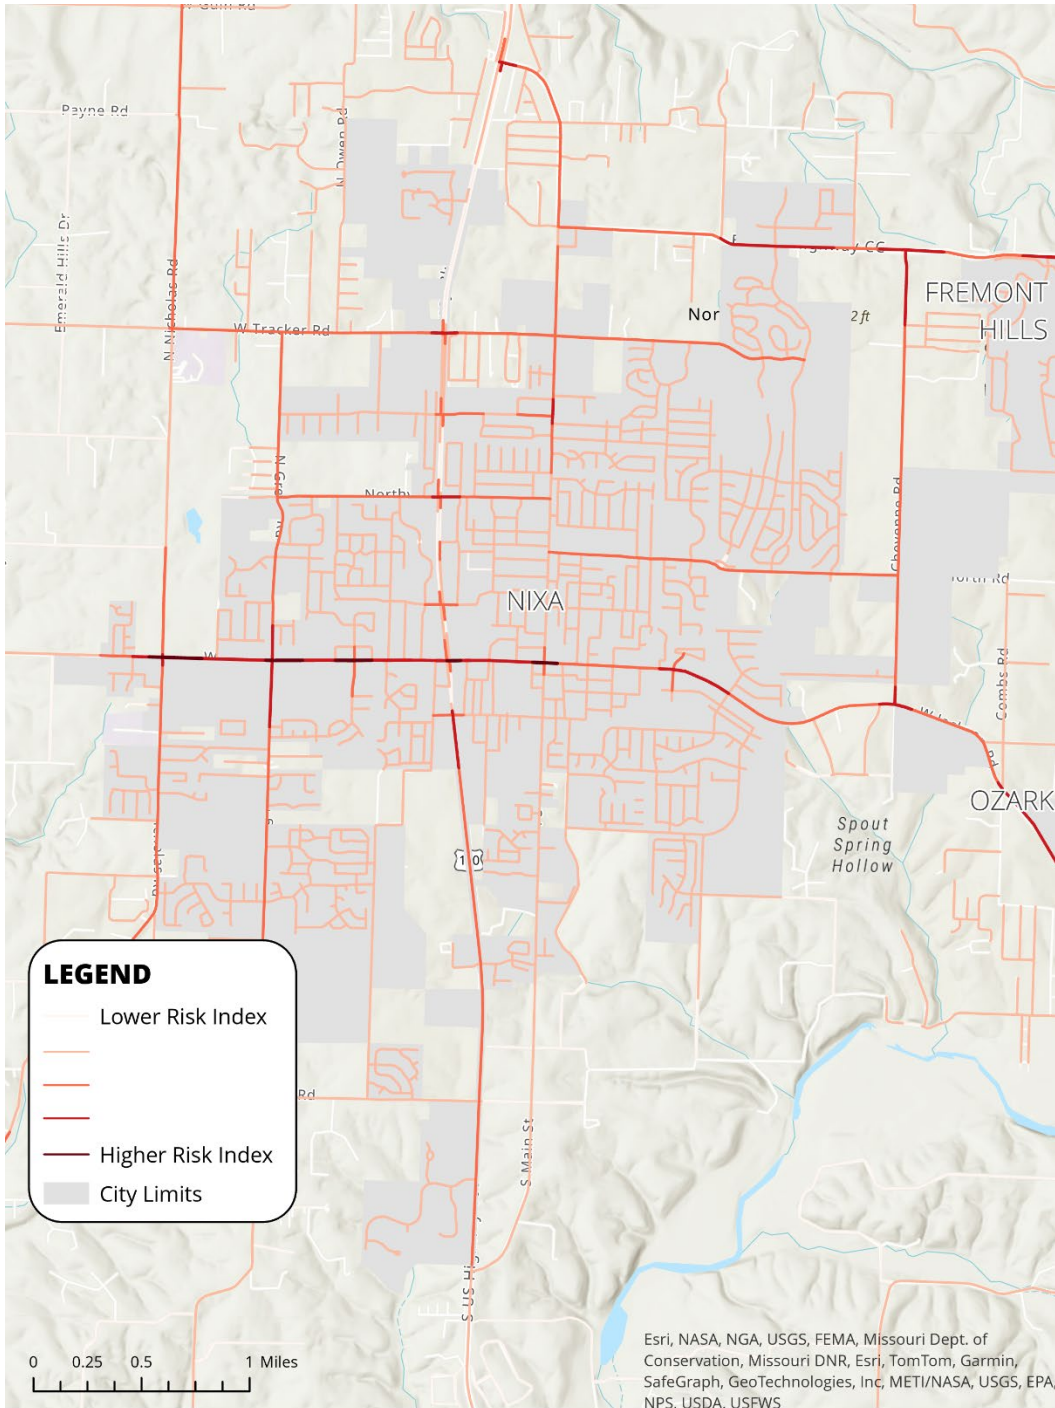 Payne Rd
N Owen Rd
Emerald Hills Dr
N Nicholas Rd
FREMONT
HILLS
Nor
2 ft
W Tracker Rd
Cheyenne Rd
NIXA
Combs Rd
OZARK
Spout
Spring
Hollow
LEGEND
Lower Risk Index
Higher Risk Index
City Limits
Rd
S Main St
0 0.25 0.5 1 Miles
Esri, NASA, NGA, USGS, FEMA, Missouri Dept. of
Conservation, Missouri DNR, Esri, TomTom, Garmin,
SafeGraph, GeoTechnologies, Inc, METI/NASA, USGS, EPA,
NPS, USDA, USFWS